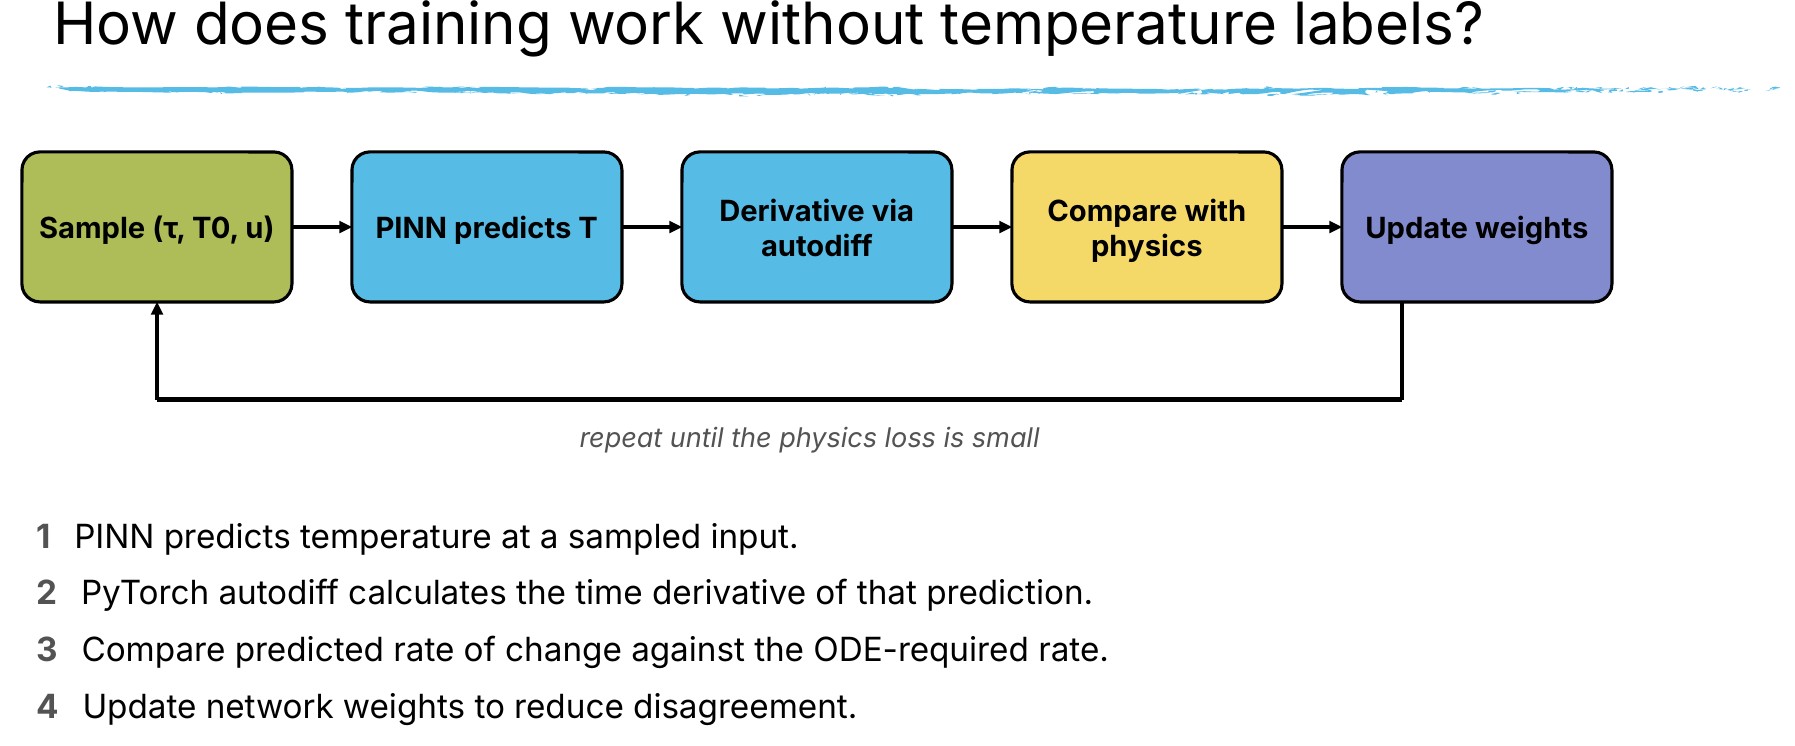 How does training work without temperature labels?
Sample (τ, T0, u)
PINN predicts T
Derivative via
autodiff
Compare with
physics
Update weights
repeat until the physics loss is small
1 PINN predicts temperature at a sampled input.
2 PyTorch autodiff calculates the time derivative of that prediction.
3 Compare predicted rate of change against the ODE-required rate.
4 Update network weights to reduce disagreement.